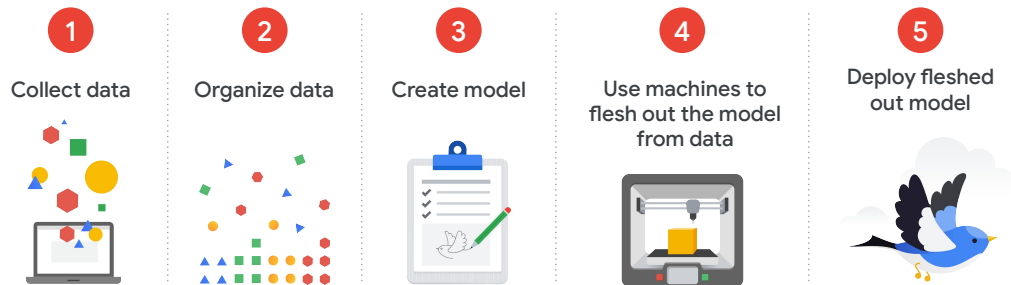 1
Collect data
2
Organize data
3
Create model
4
Use machines to
flesh out the model
from data
5
Deploy fleshed
out model